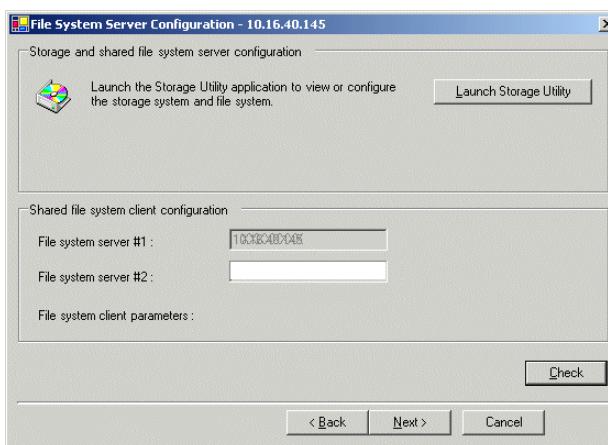 File System Server Configuration - 10.16.40.145
Storage and shared file system server configuration
Launch the Storage Utility application to view or configure
the storage system and file system.
Launch Storage Utility
Shared file system client configuration
File system server #1 :
File system server #2 :
File system client parameters :
Check
< Back
Next >
Cancel